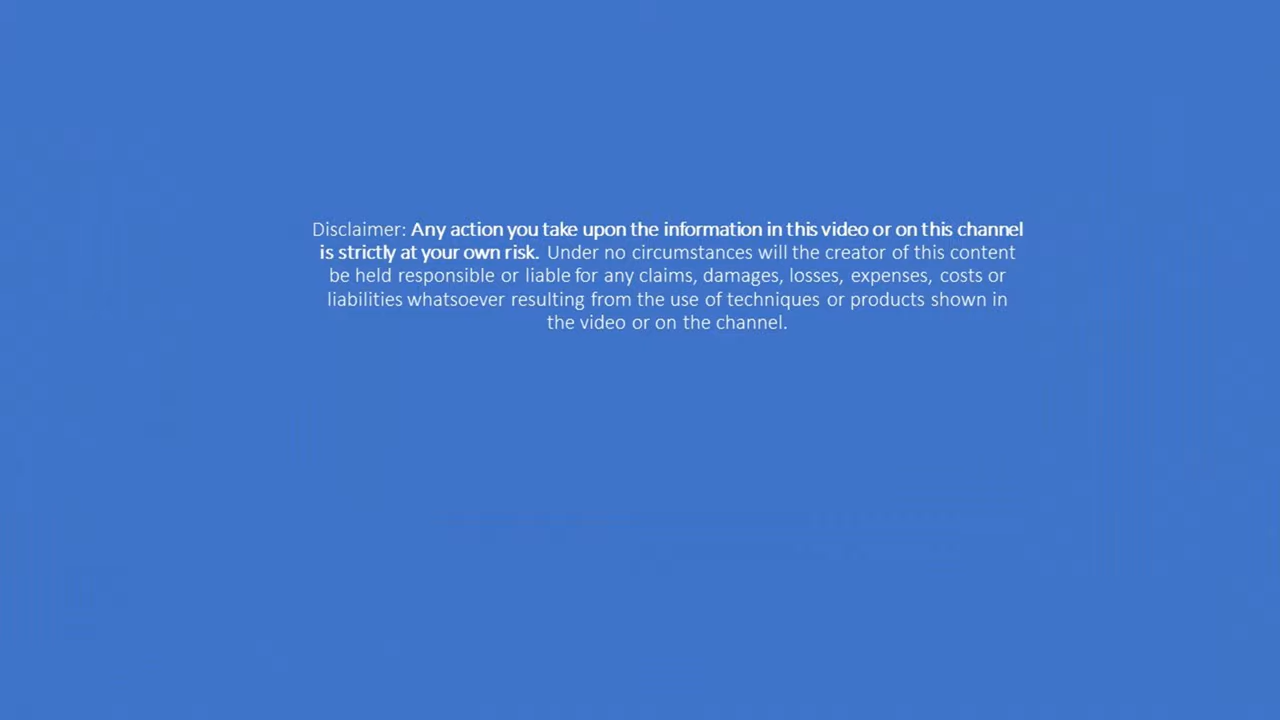 Disclaimer: Any action you take upon the information in this video or on this channel
is strictly at your own risk. Under no circumstances will the creator of this content
be held responsible or liable for any claims, damages, losses, expenses, costs or
liabilities whatsoever resulting from the use of techniques or products shown in
the video or on the channel.